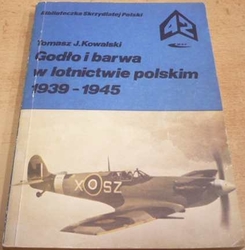 Biblioteczka Skrzydlatej Polski
42
Tomasz J.Kowalski
Godło i barwa
w lotnictwie polskim
1939-1945
X SZ